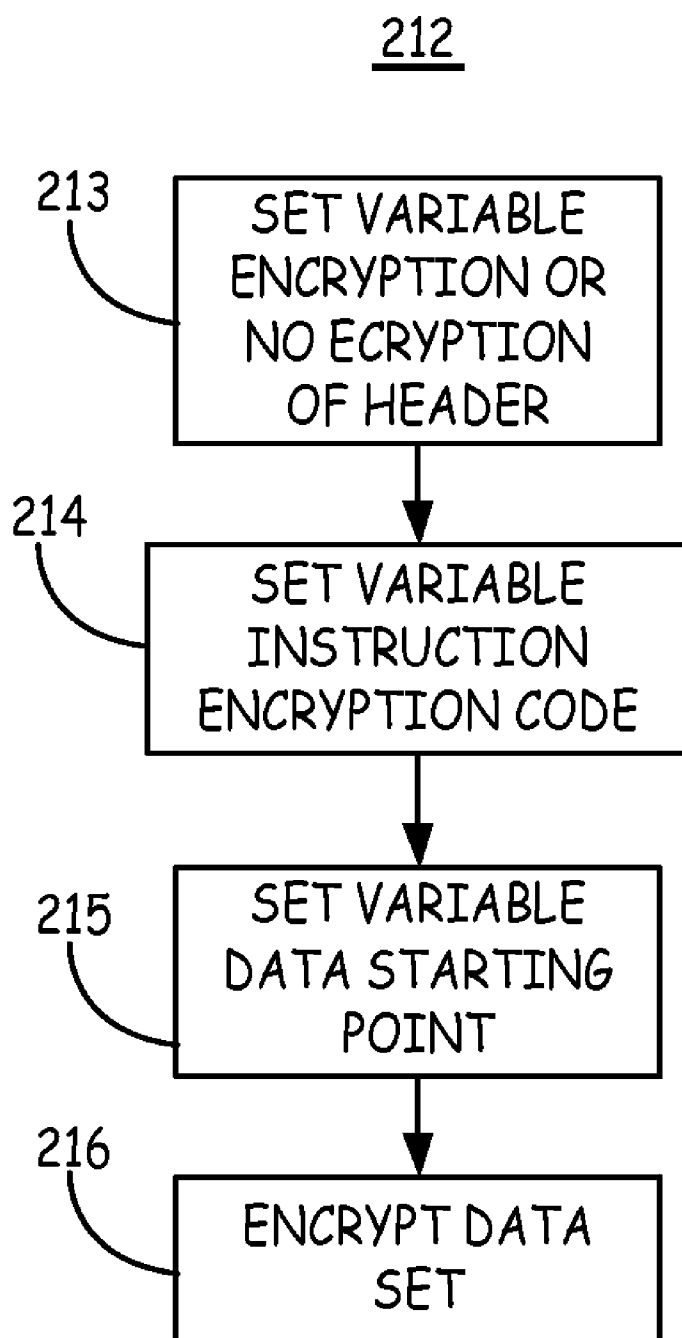 212
213
SET VARIABLE
ENCRYPTION OR
NO ECRYPTION
OF HEADER
214
SET VARIABLE
INSTRUCTION
ENCRYPTION CODE
215
SET VARIABLE
DATA STARTING
POINT
216
ENCRYPT DATA
SET